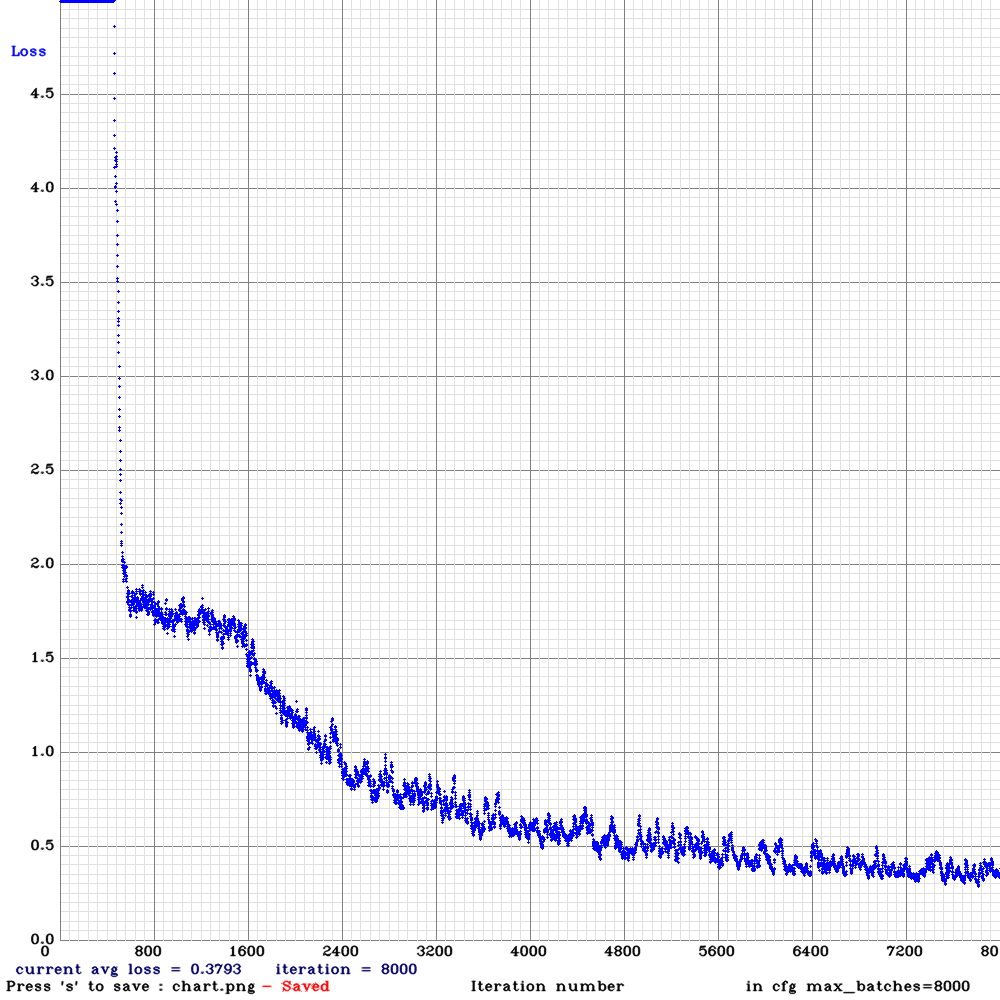 Loss
4.5
4.0
3.5
3.0
2.5
2.0
1.5
1.0
0.5
0.0
0 800 1600 2400 3200 4000 4800 5600 6400 7200 80
current avg loss = 0.3793 iteration = 8000
Press 's' to save : chart.png - Saved Iteration number in cfg max_batches=8000